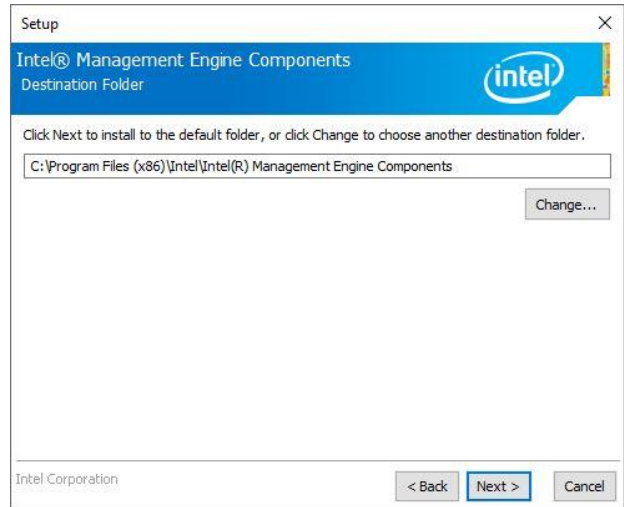 Setup
Intel® Management Engine Components
Destination Folder
intel
Click Next to install to the default folder, or click Change to choose another destination folder.
C:\Program Files (x86)\Intel\Intel(R) Management Engine Components
Change...
Intel Corporation
< Back
Next >
Cancel